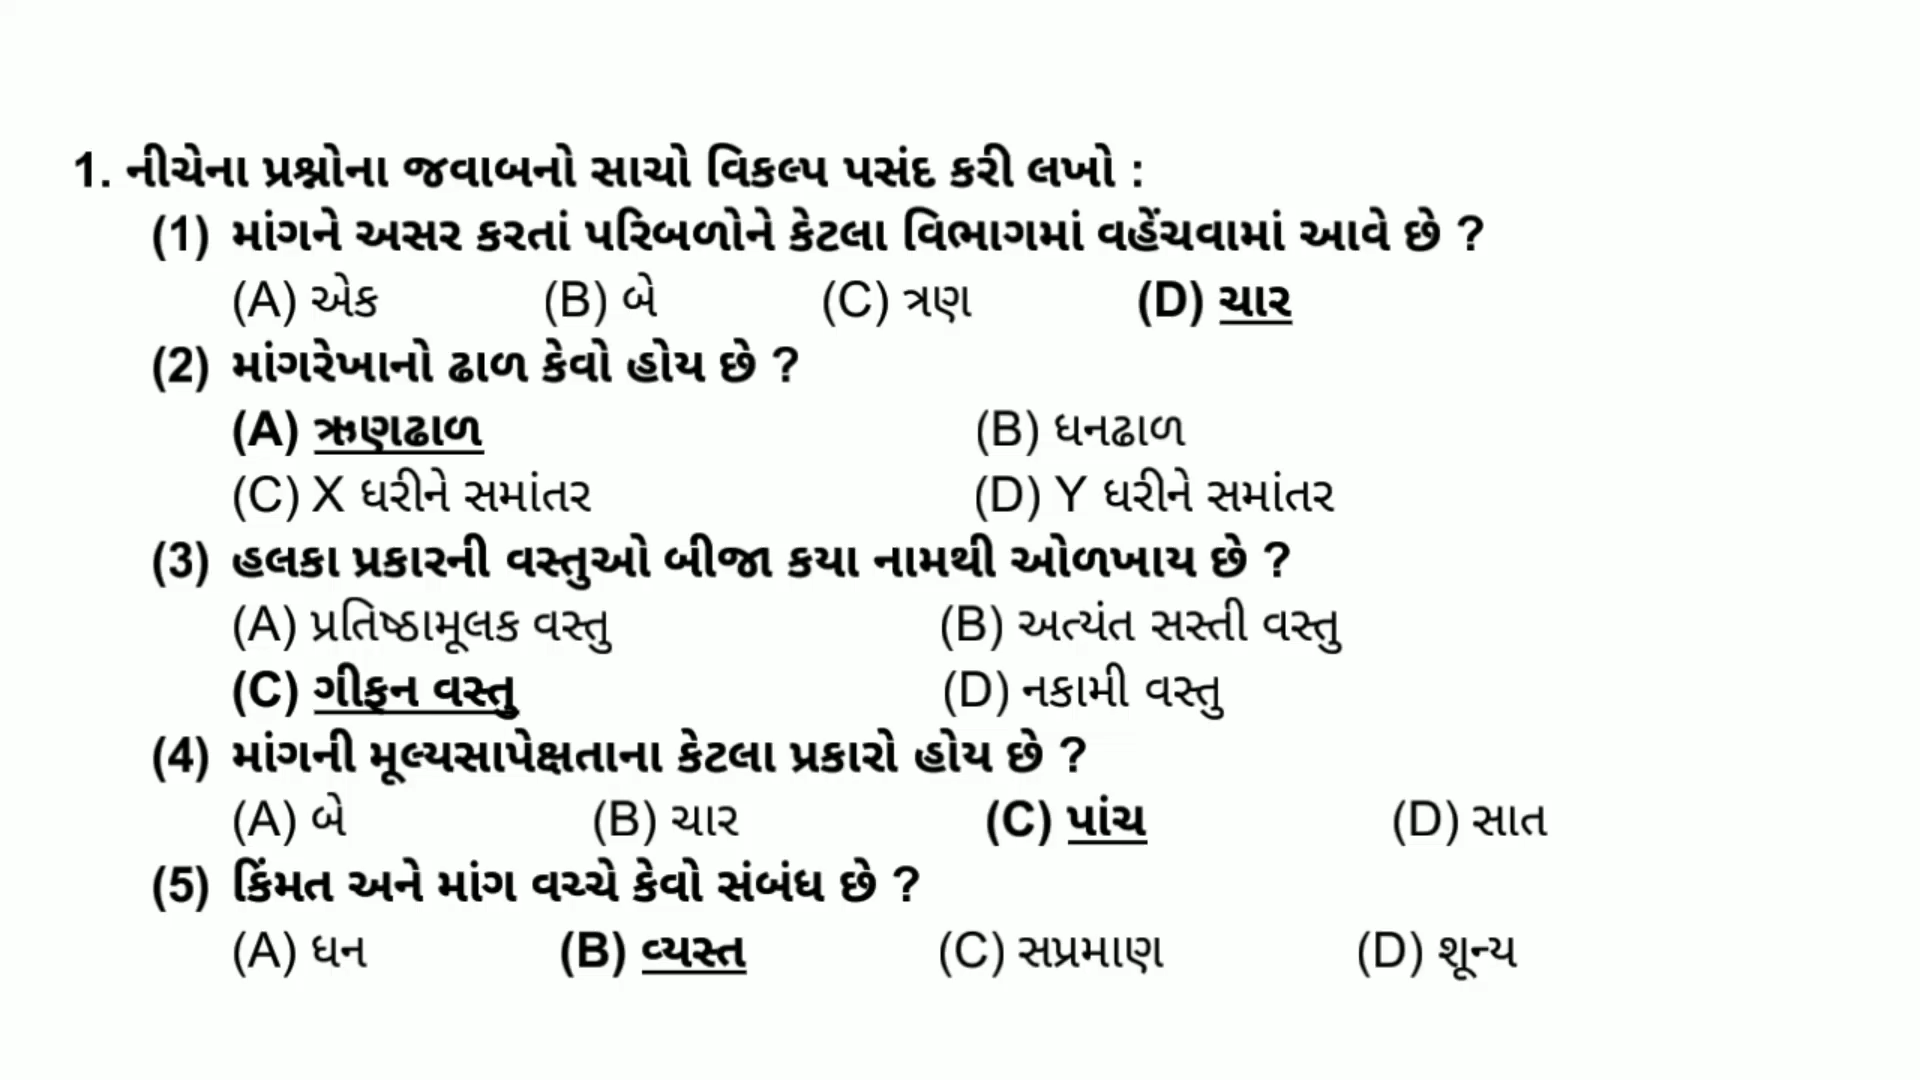 1. નીચેના પ્રશ્નોના જવાબનો સાચો વિકલ્પ પસંદ કરી લખો :
(1) માંગને અસર કરતાં પરિબળોને કેટલા વિભાગમાં વહેંચવામાં આવે છે ?
(A) એક (B) બે (C) ત્રણ (D) ચાર
(2) માંગરેખાનો ઢાળ કેવો હોય છે ?
(A) ઋણઢાળ (B) ધનઢાળ
(C) X ધરીને સમાંતર (D) Y ધરીને સમાંતર
(3) હલકા પ્રકારની વસ્તુઓ બીજા કયા નામથી ઓળખાય છે ?
(A) પ્રતિષ્ઠામૂલક વસ્તુ (B) અત્યંત સસ્તી વસ્તુ
(C) ગીફન વસ્તુ (D) નકામી વસ્તુ
(4) માંગની મૂલ્યસાપેક્ષતાના કેટલા પ્રકારો હોય છે ?
(A) બે (B) ચાર (C) પાંચ (D) સાત
(5) કિંમત અને માંગ વચ્ચે કેવો સંબંધ છે ?
(A) ધન (B) વ્યસ્ત (C) સપ્રમાણ (D) શૂન્ય